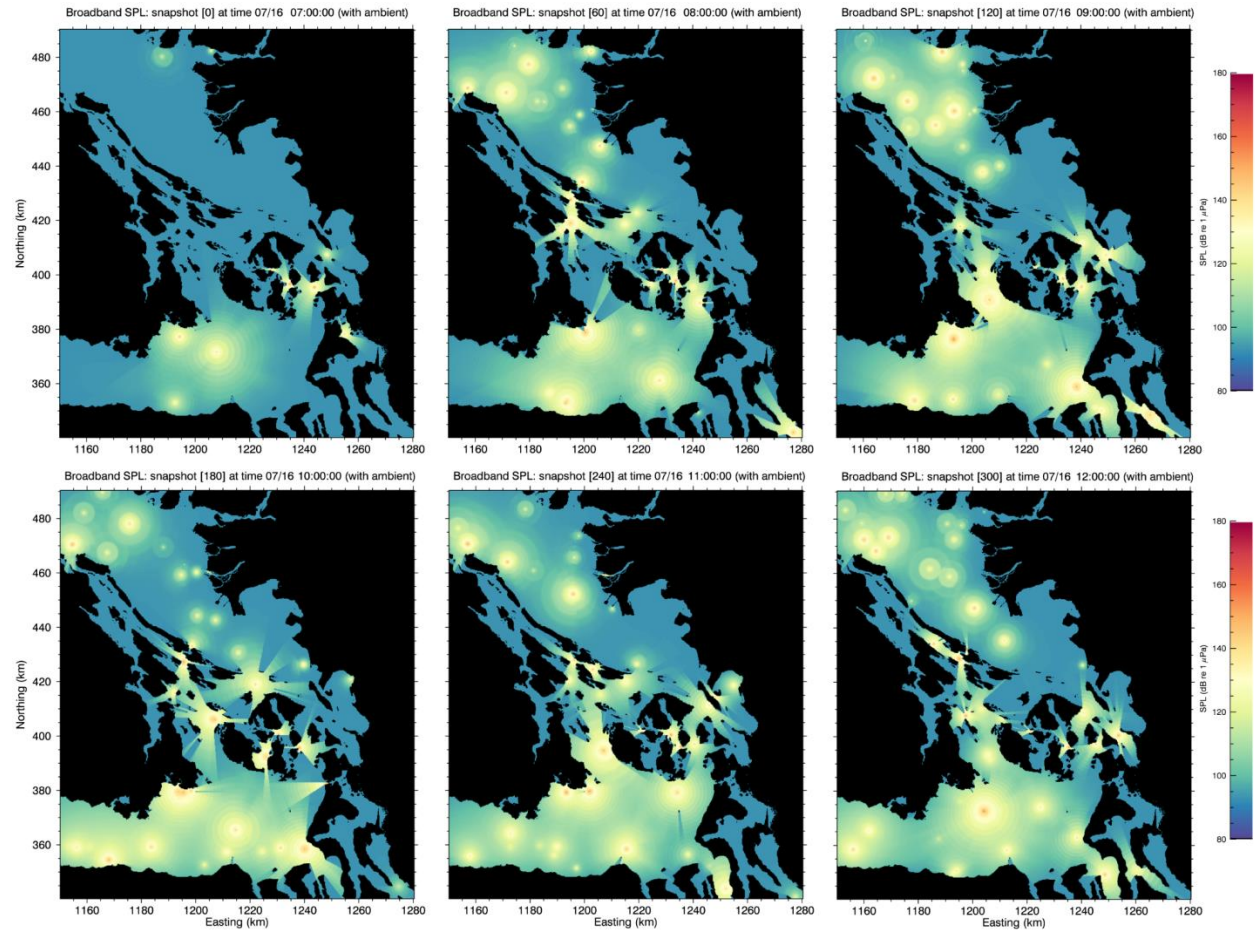 Broadband SPL: snapshot [0] at time 07/16 07:00:00 (with ambient)
Broadband SPL: snapshot [60] at time 07/16 08:00:00 (with ambient)
Broadband SPL: snapshot [120] at time 07/16 09:00:00 (with ambient)
Northing (km)
480
460
440
420
400
380
360
1160 1180 1200 1220 1240 1260 1280
1160 1180 1200 1220 1240 1260 1280
1160 1180 1200 1220 1240 1260 1280
180
160
140
120
100
80
SPL (dB re 1 μPa)
Broadband SPL: snapshot [180] at time 07/16 10:00:00 (with ambient)
Broadband SPL: snapshot [240] at time 07/16 11:00:00 (with ambient)
Broadband SPL: snapshot [300] at time 07/16 12:00:00 (with ambient)
Northing (km)
480
460
440
420
400
380
360
1160 1180 1200 1220 1240 1260 1280
Easting (km)
1160 1180 1200 1220 1240 1260 1280
Easting (km)
1160 1180 1200 1220 1240 1260 1280
Easting (km)
180
160
140
120
100
80
SPL (dB re 1 μPa)